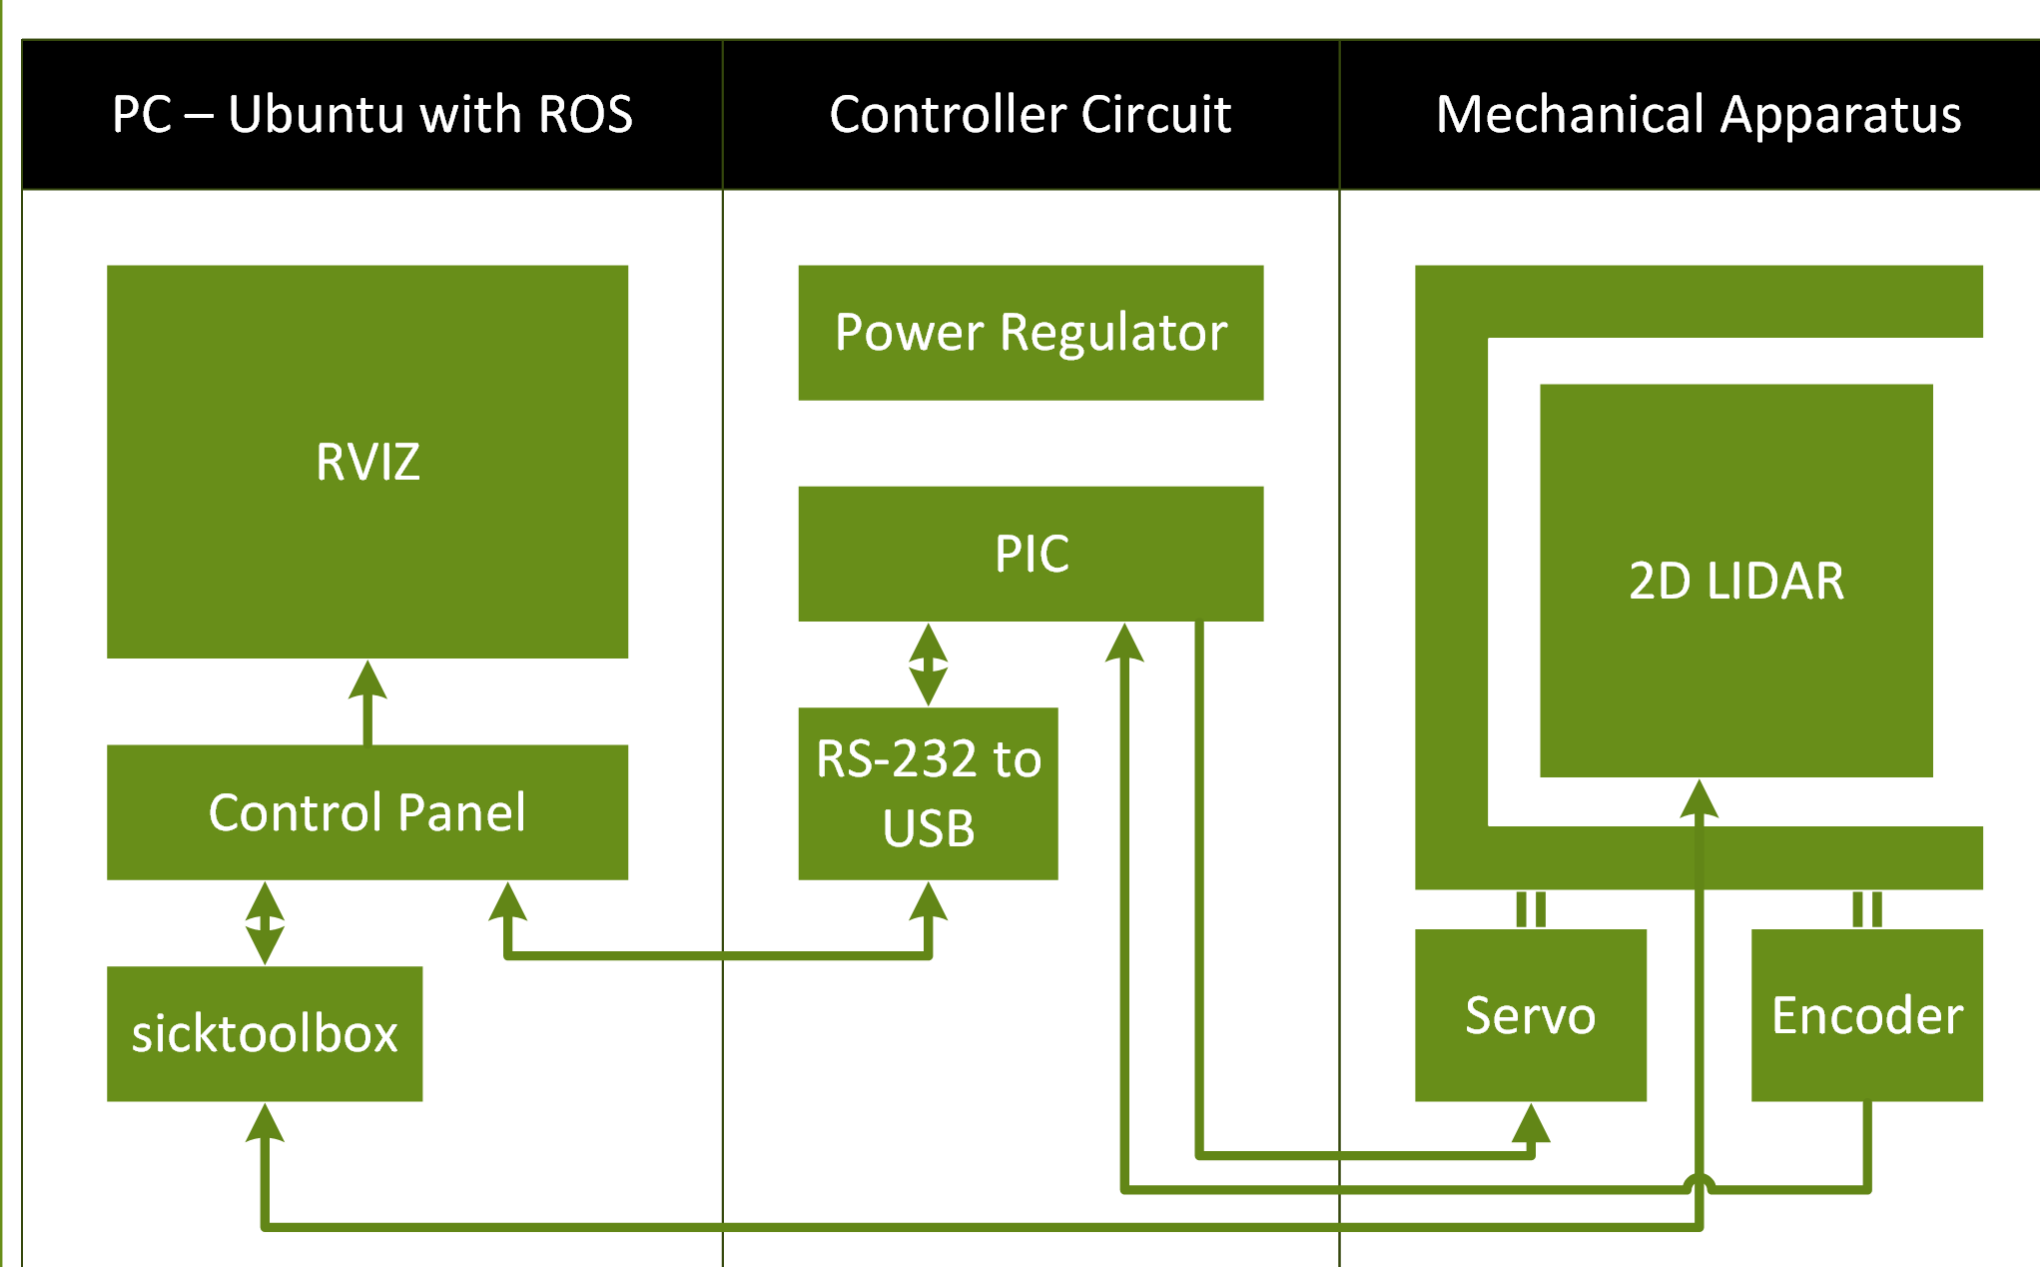 PC – Ubuntu with ROS
Controller Circuit
Mechanical Apparatus
RVIZ
Control Panel
sicktoolbox
Power Regulator
PIC
RS-232 to
USB
2D LIDAR
Servo
Encoder